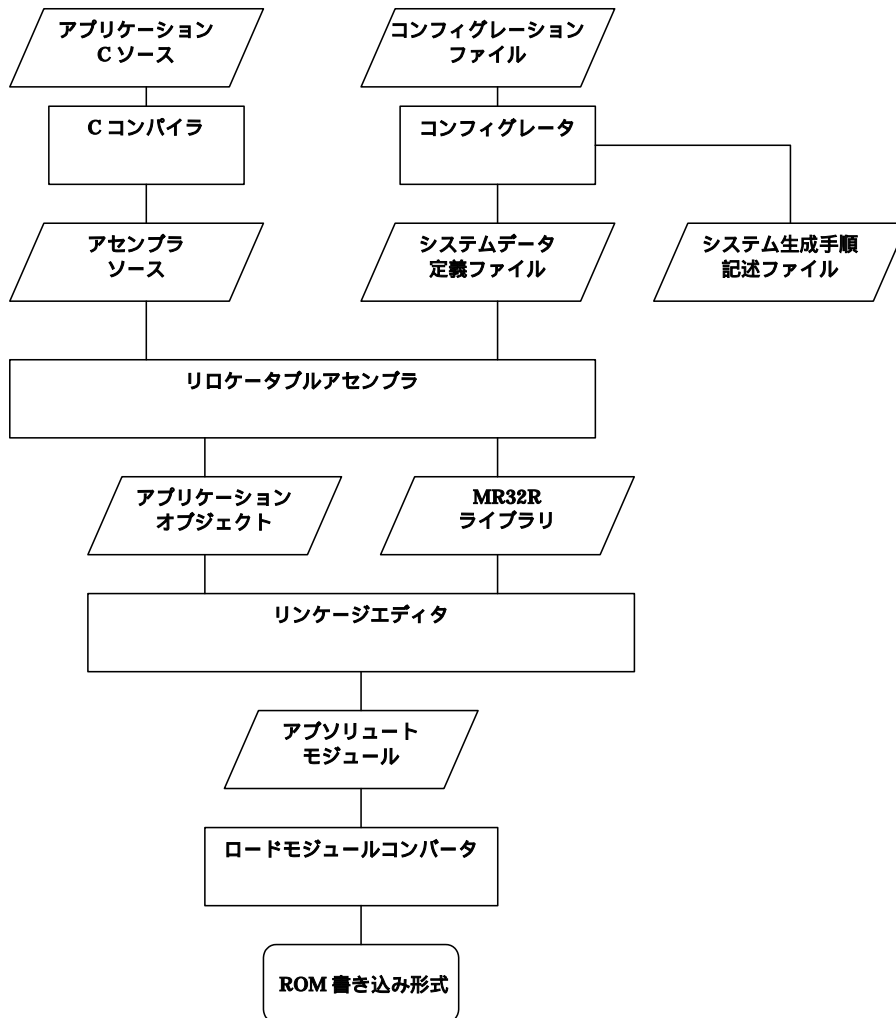 アプリケーション
C ソース
コンフィグレーション
ファイル
C コンパイラ
コンフィグレータ
アセンブラ
ソース
システムデータ
定義ファイル
システム生成手順
記述ファイル
リロケータブルアセンブラ
アプリケーション
オブジェクト
MR32R
ライブラリ
リンケージエディタ
アブソリュート
モジュール
ロードモジュールコンバータ
ROM 書き込み形式